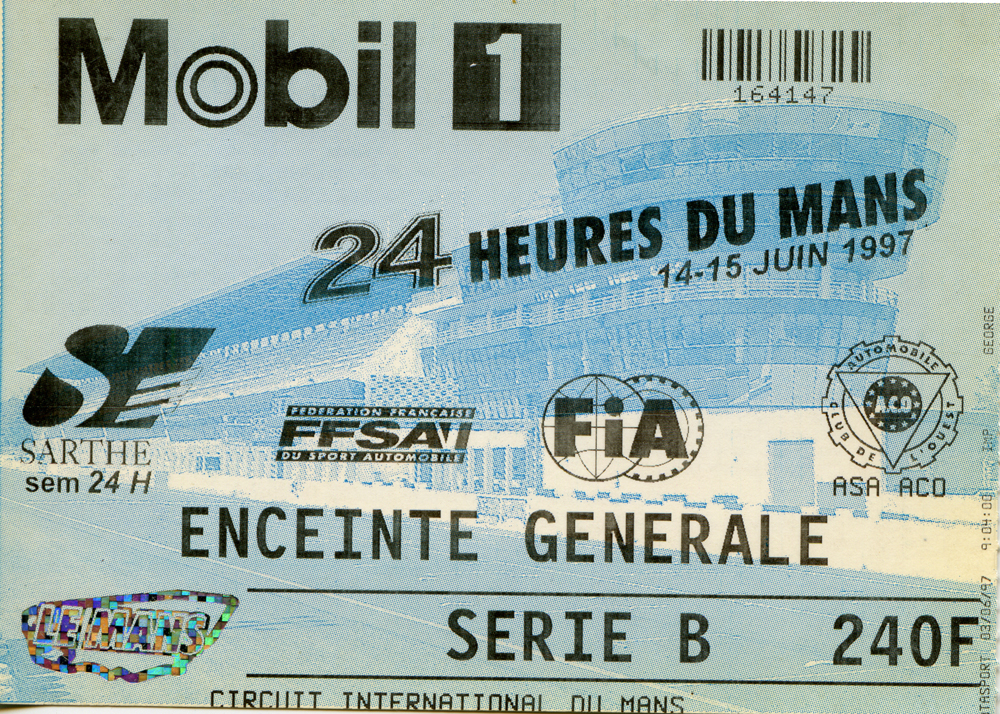 Mobil 1
164147
24 HEURES DU MANS
14-15 JUIN 1997
SE
SARTHE
sem 24 H
FEDERATION FRANÇAISE
FFSA
DU SPORT AUTOMOBILE
FiA
AUTOMOBILE
CLUB DE L'OUEST
A.C.O
ASA ACO
ENCEINTE GENERALE
LE MANS
SERIE B 240F
CIRCUIT INTERNATIONAL DU MANS
TASPORT 03/06/97 9:04:00 GEORGE